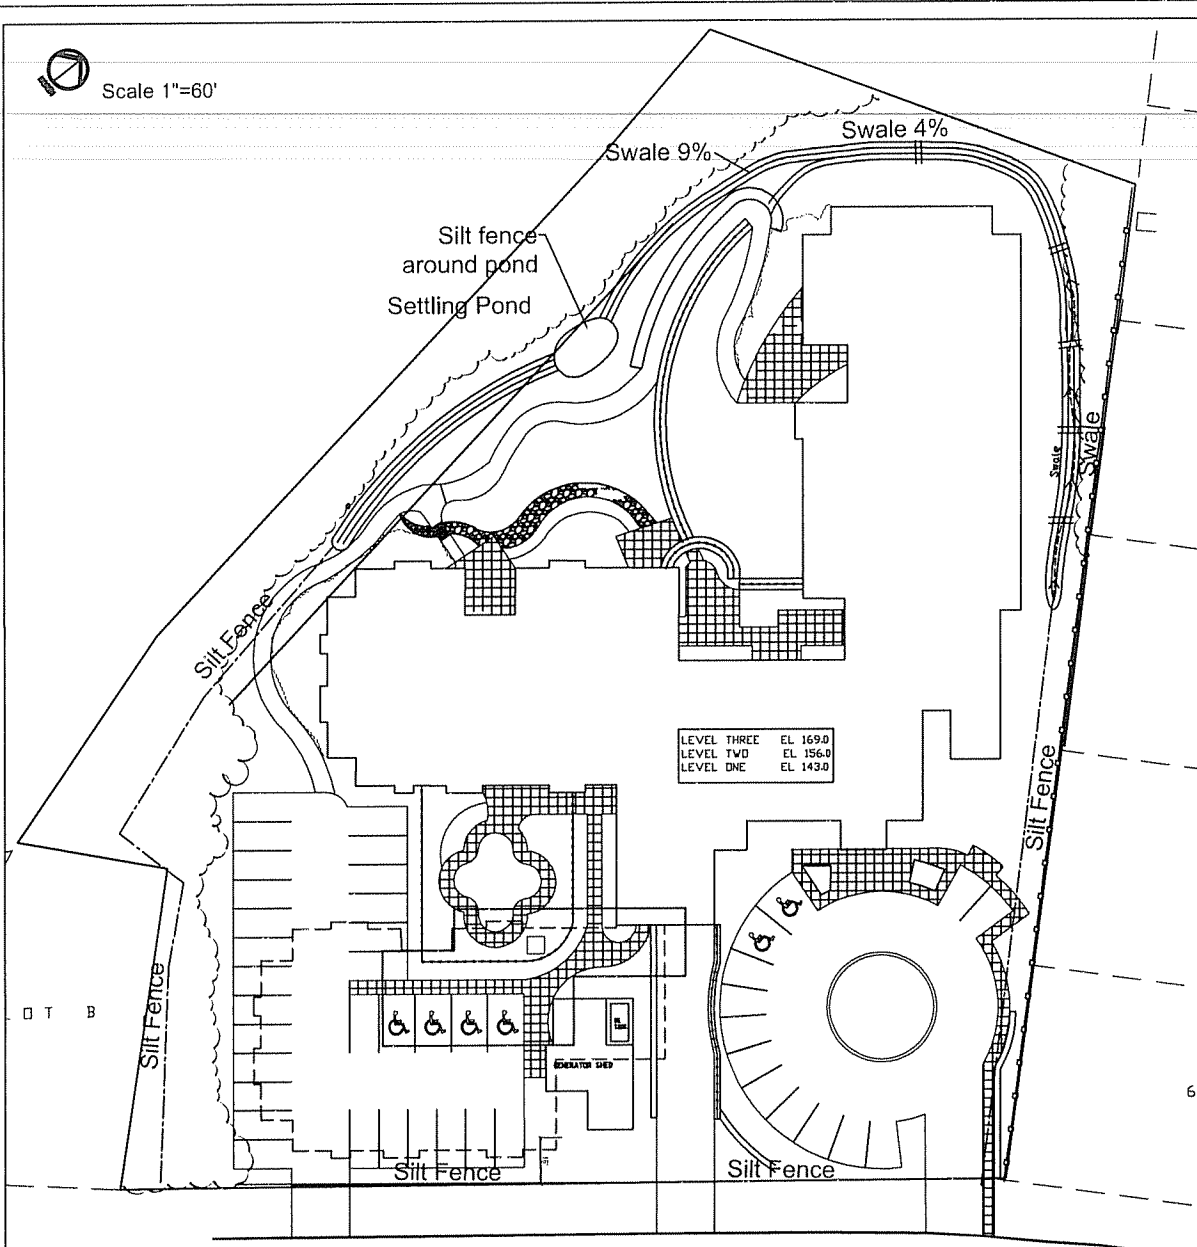 Scale 1"=60'
Swale 4%
Swale 9%
Silt fence
around pond
Settling Pond
Swale
Swale
Silt Fence
LEVEL THREE EL 169.0
LEVEL TWO EL 156.0
LEVEL ONE EL 143.0
Silt Fence
Silt Fence
OT B
GENERATOR SHED
6
Silt Fence
Silt Fence